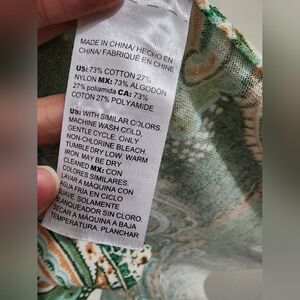 MADE IN CHINA/ HECHO EN
CHINA/ FABRIQUÉ EN CHINE
US: 73% COTTON 27%
NYLON MX: 73% ALGODÓN
27% poliamida CA: 73%
COTON 27% POLYAMIDE
US: WITH SIMILAR COLORS.
MACHINE WASH COLD,
GENTLE CYCLE. ONLY
NON-CHLORINE BLEACH.
TUMBLE DRY LOW. WARM
IRON, MAY BE DRY
CLEANED MX: CON
COLORES SIMILARES.
LAVAR A MÁQUINA CON
AGUA FRÍA EN CICLO
SUAVE. SOLAMENTE
BLANQUEADOR SIN CLORO.
SECAR A MÁQUINA A BAJA
TEMPERATURA. PLANCHAR